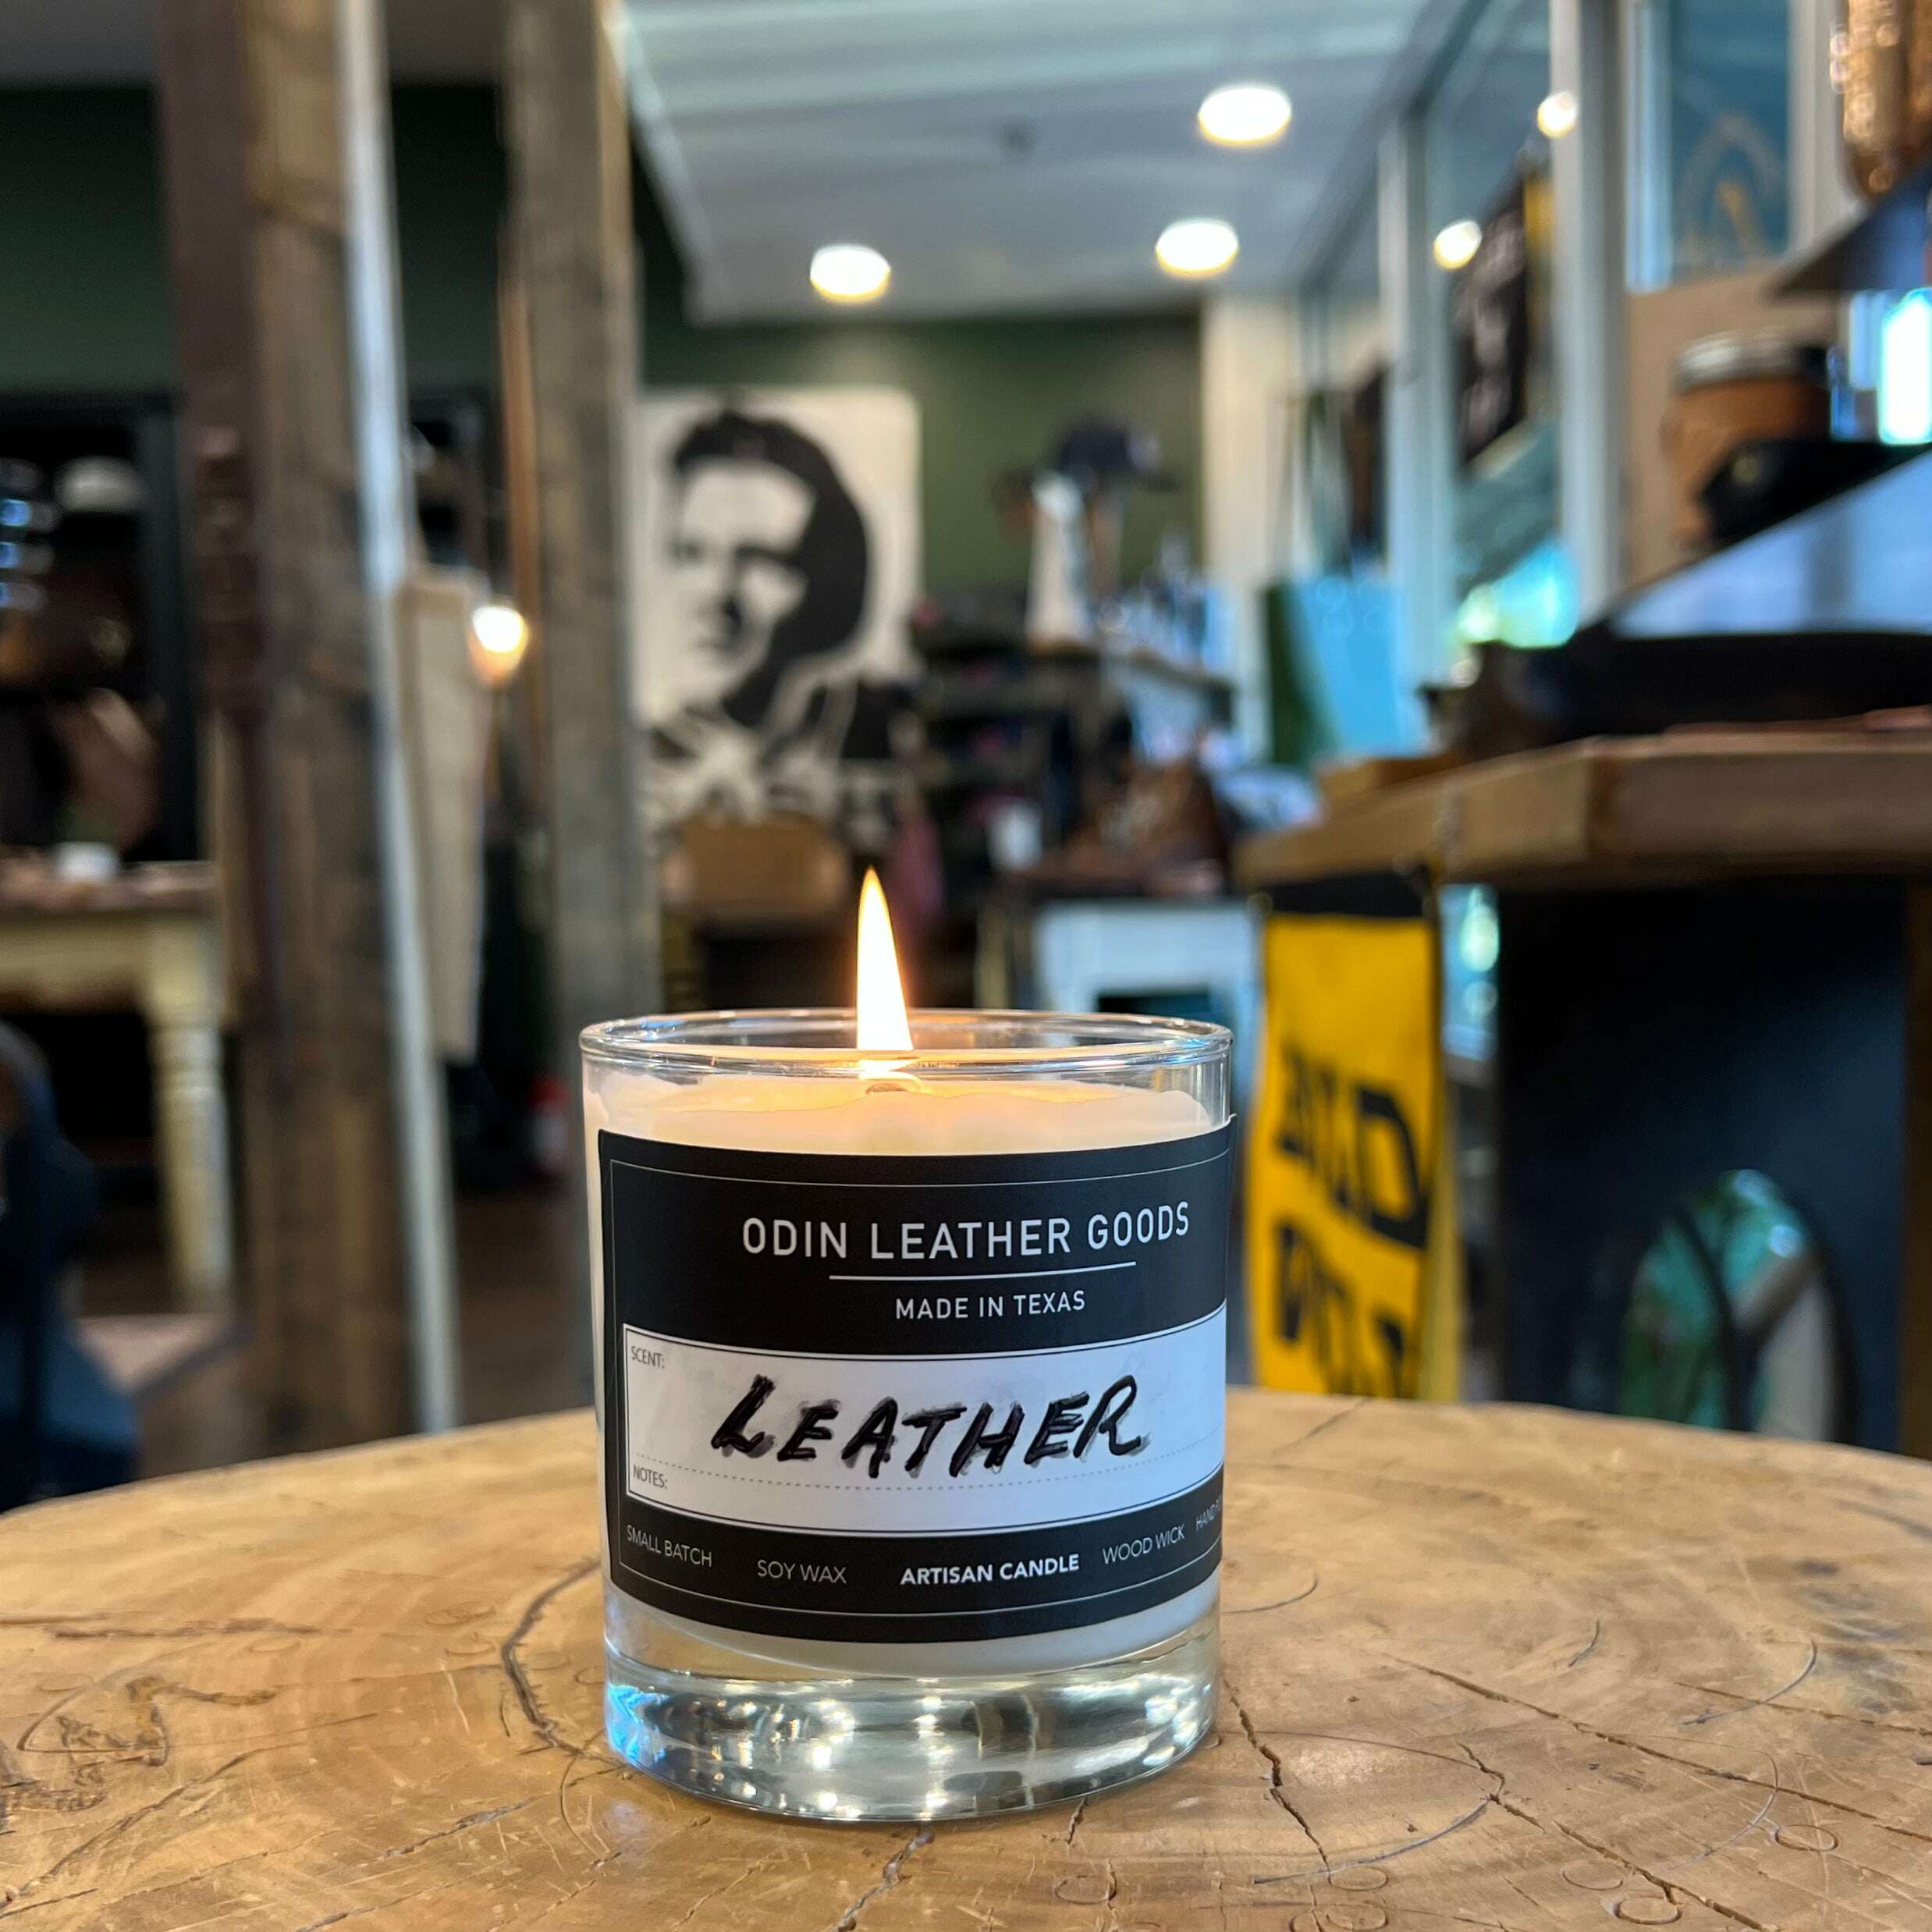 ODIN LEATHER GOODS
MADE IN TEXAS
SCENT:
LEATHER
NOTES:
SMALL BATCH SOY WAX ARTISAN CANDLE WOOD WICK